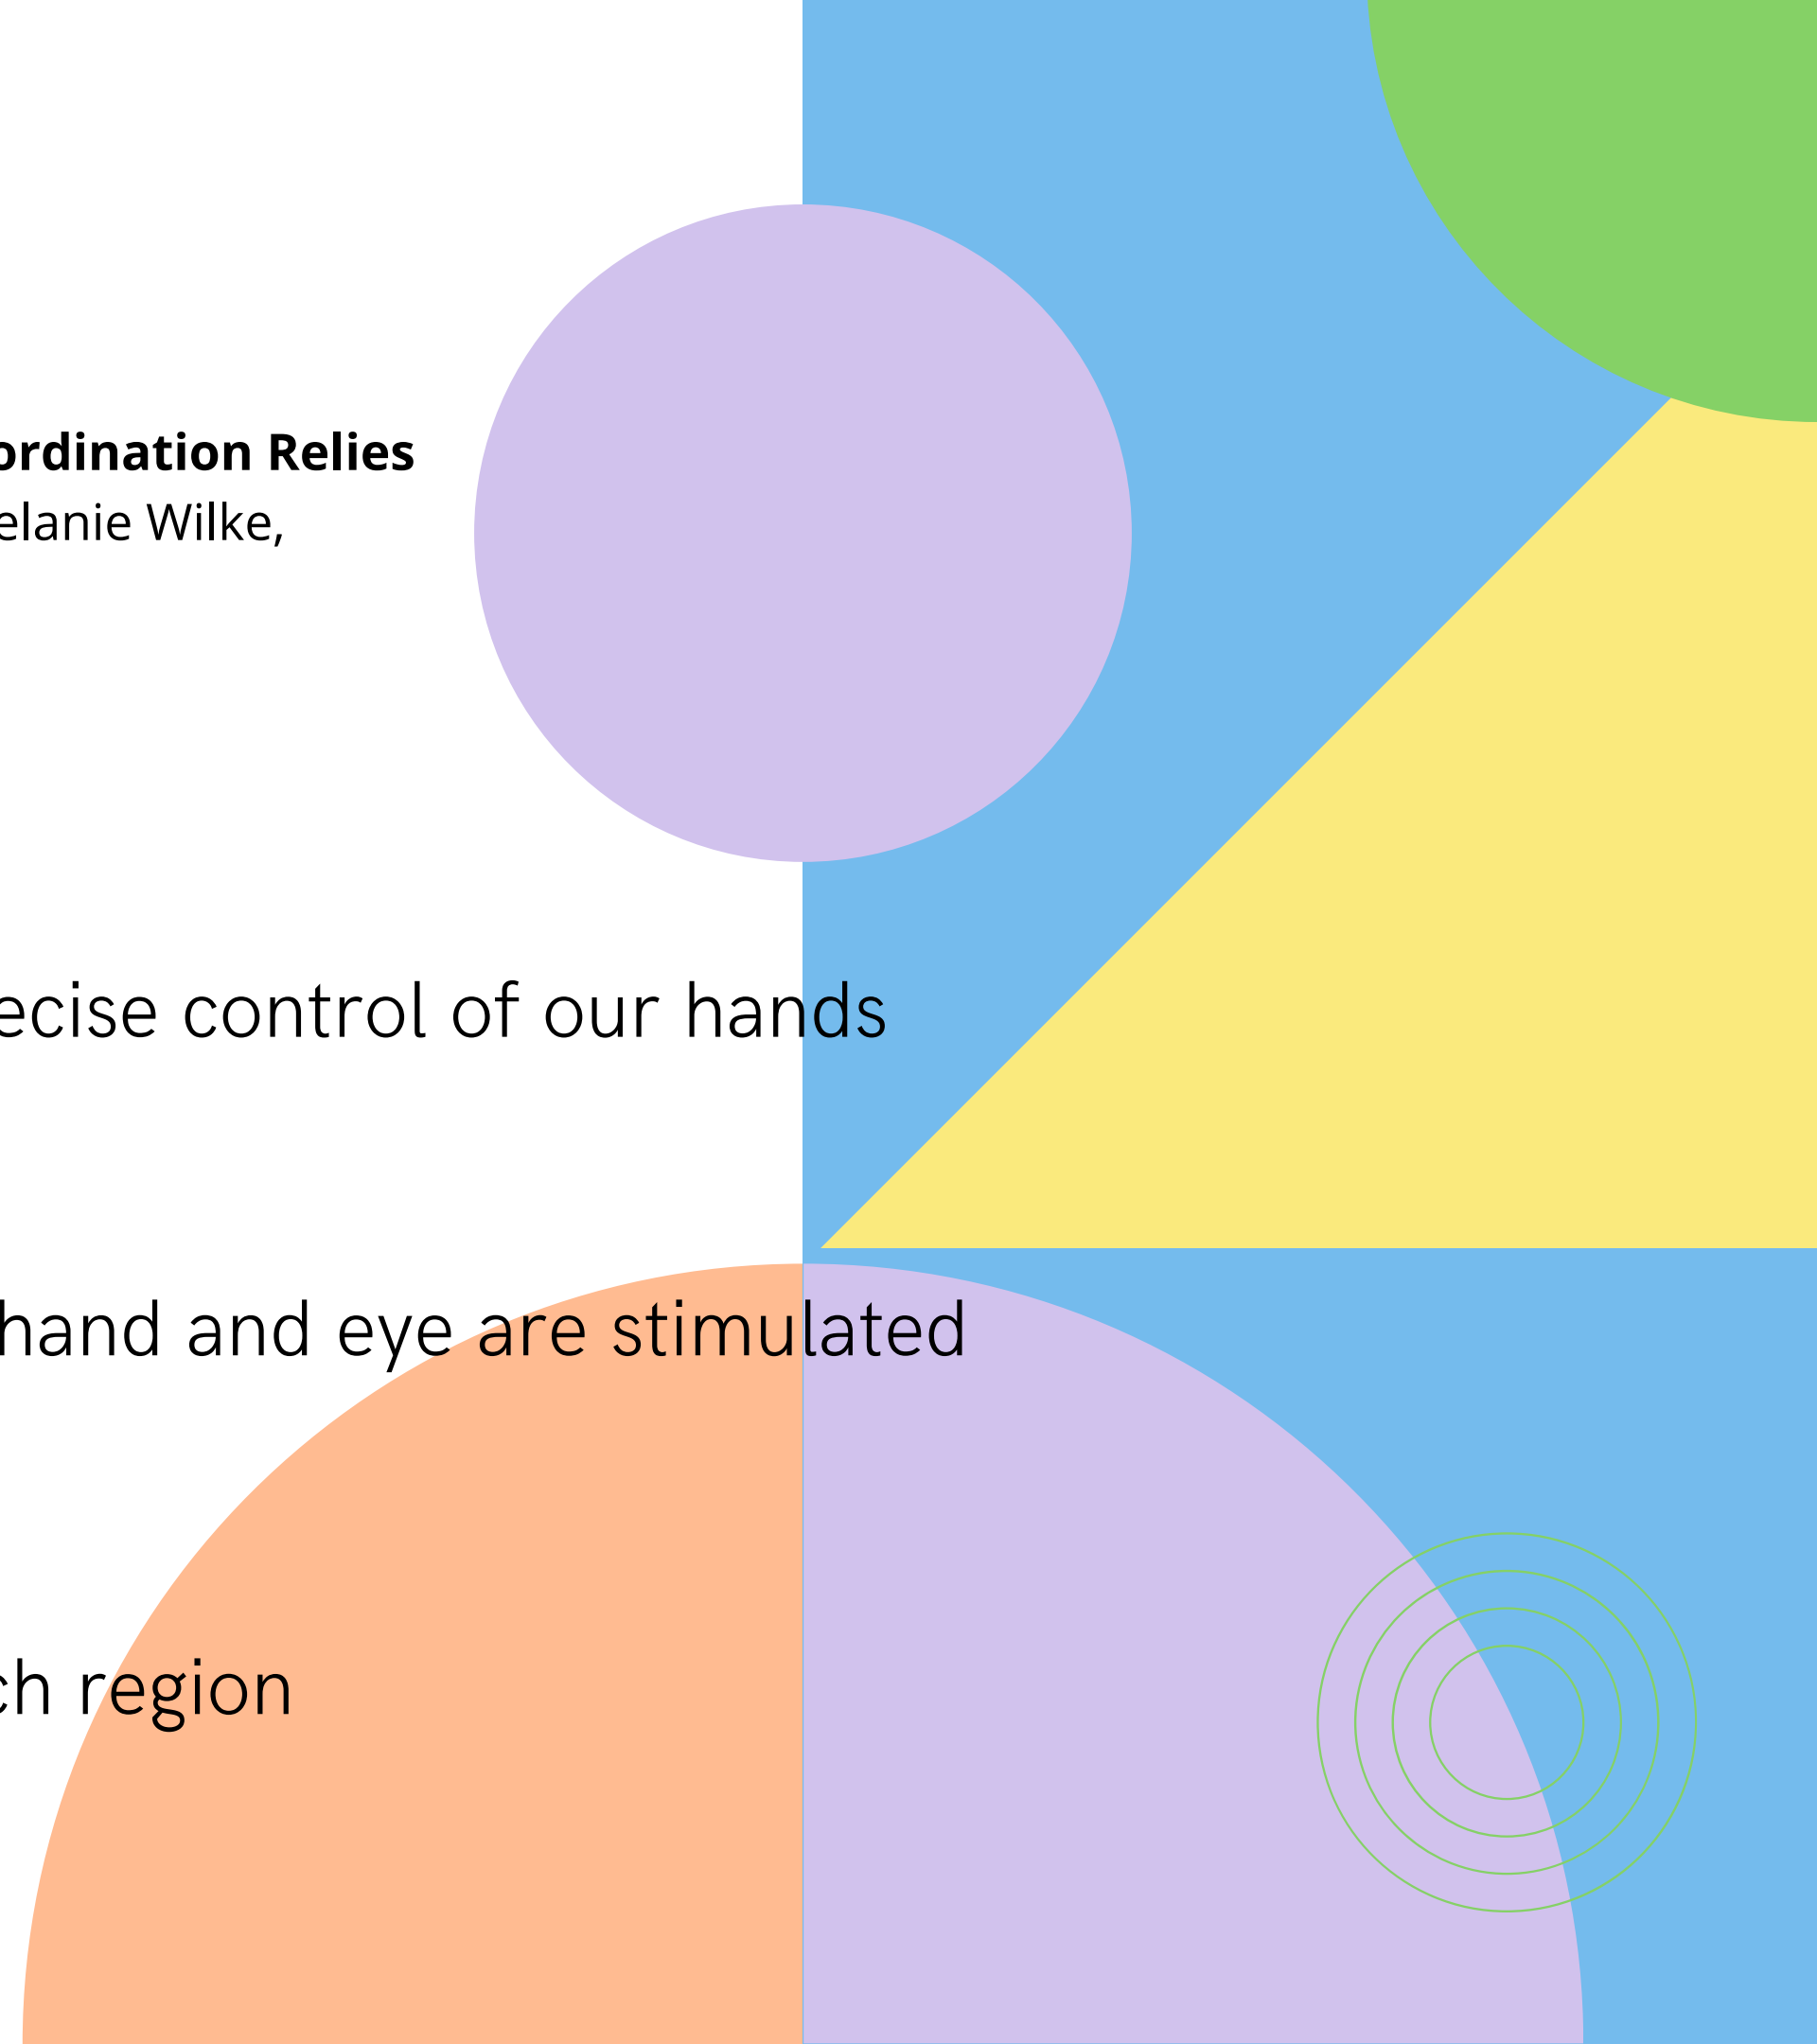 ordination Relies
elanie Wilke,
ecise control of our hands
hand and eye are stimulated
ch region